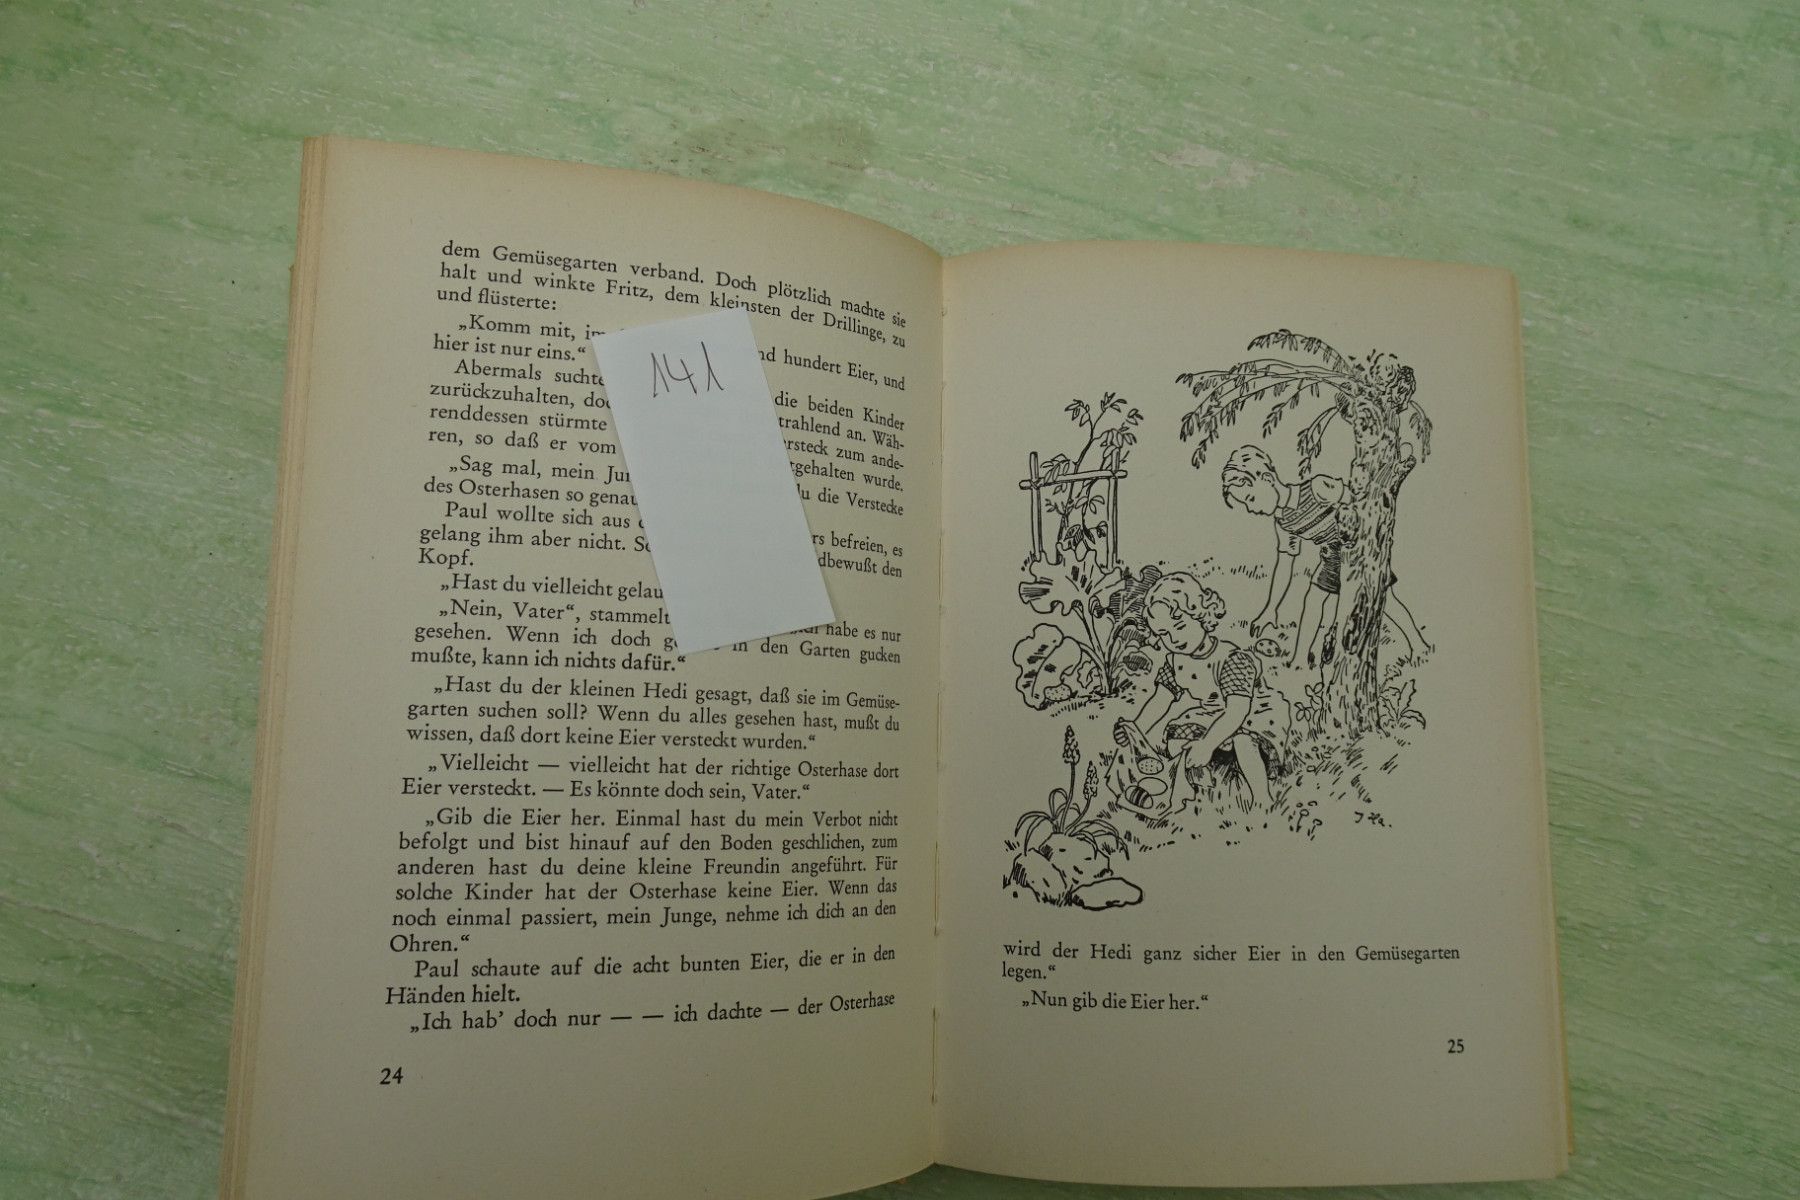 dem Gemüsegarten verband. Doch plötzlich machte sie
halt und winkte Fritz, dem kleinsten der Drillinge, zu
und flüsterte:
„Komm mit, hundert Eier, und
hier ist nur eins.“
Abermals suchte die beiden Kinder
zurückzuhalten, strahlend an. Wäh-
renddessen stürmte Versteck zum ande-
ren, so daß er vom wurde.
„Sag mal, mein du die Verstecke
des Osterhasen so genau
Paul wollte sich aus befreien, es
gelang ihm aber nicht. den
Kopf.
„Hast du vielleicht
„Nein, Vater“, habe es nur
gesehen. Wenn ich doch in den Garten gucken
mußte, kann ich nichts dafür.“
„Hast du der kleinen Hedi gesagt, daß sie im Gemüse-
garten suchen soll? Wenn du alles gesehen hast, mußt du
wissen, daß dort keine Eier versteckt wurden.“
„Vielleicht — vielleicht hat der richtige Osterhase dort
Eier versteckt. — Es könnte doch sein, Vater.“
„Gib die Eier her. Einmal hast du mein Verbot nicht
befolgt und bist hinauf auf den Boden geschlichen, zum
anderen hast du deine kleine Freundin angeführt. Für
solche Kinder hat der Osterhase keine Eier. Wenn das
noch einmal passiert, mein Junge, nehme ich dich an den
Ohren.“
Paul schaute auf die acht bunten Eier, die er in den
Händen hielt.
„Ich hab’ doch nur — — ich dachte — der Osterhase
24
141
wird der Hedi ganz sicher Eier in den Gemüsegarten
legen.“
„Nun gib die Eier her.“
25